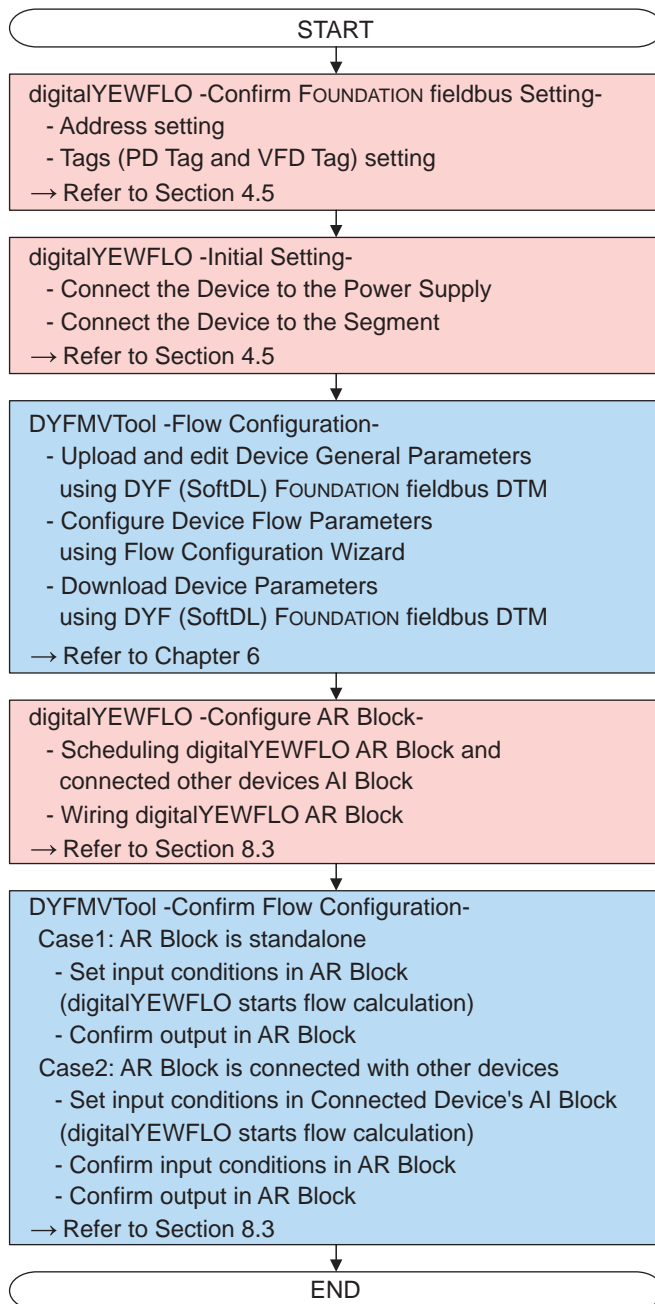 START
digitalYEWFLO -Confirm FOUNDATION fieldbus Setting-
- Address setting
- Tags (PD Tag and VFD Tag) setting
→ Refer to Section 4.5
digitalYEWFLO -Initial Setting-
- Connect the Device to the Power Supply
- Connect the Device to the Segment
→ Refer to Section 4.5
DYFMVTool -Flow Configuration-
- Upload and edit Device General Parameters
using DYF (SoftDL) FOUNDATION fieldbus DTM
- Configure Device Flow Parameters
using Flow Configuration Wizard
- Download Device Parameters
using DYF (SoftDL) FOUNDATION fieldbus DTM
→ Refer to Chapter 6
digitalYEWFLO -Configure AR Block-
- Scheduling digitalYEWFLO AR Block and
connected other devices AI Block
- Wiring digitalYEWFLO AR Block
→ Refer to Section 8.3
DYFMVTool -Confirm Flow Configuration-
Case1: AR Block is standalone
- Set input conditions in AR Block
(digitalYEWFLO starts flow calculation)
- Confirm output in AR Block
Case2: AR Block is connected with other devices
- Set input conditions in Connected Device's AI Block
(digitalYEWFLO starts flow calculation)
- Confirm input conditions in AR Block
- Confirm output in AR Block
→ Refer to Section 8.3
END